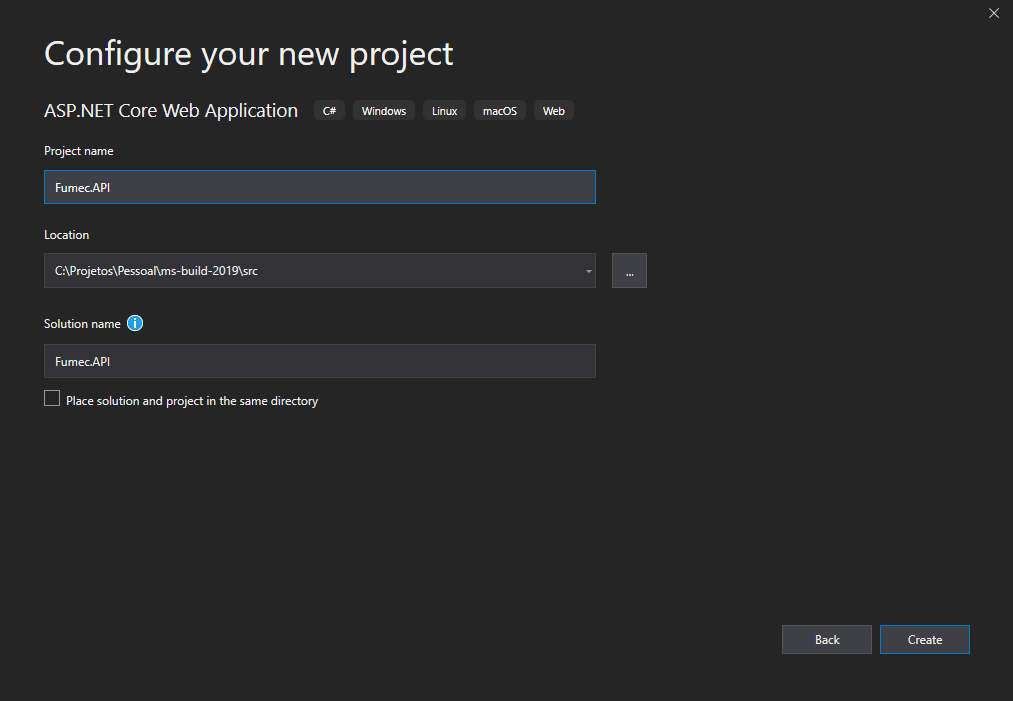 Configure your new project
ASP.NET Core Web Application C# Windows Linux macOS Web
Project name
Fumec.API
Location
C:\Projetos\Pessoal\ms-build-2019\src
...
Solution name i
Fumec.API
Place solution and project in the same directory
Back Create